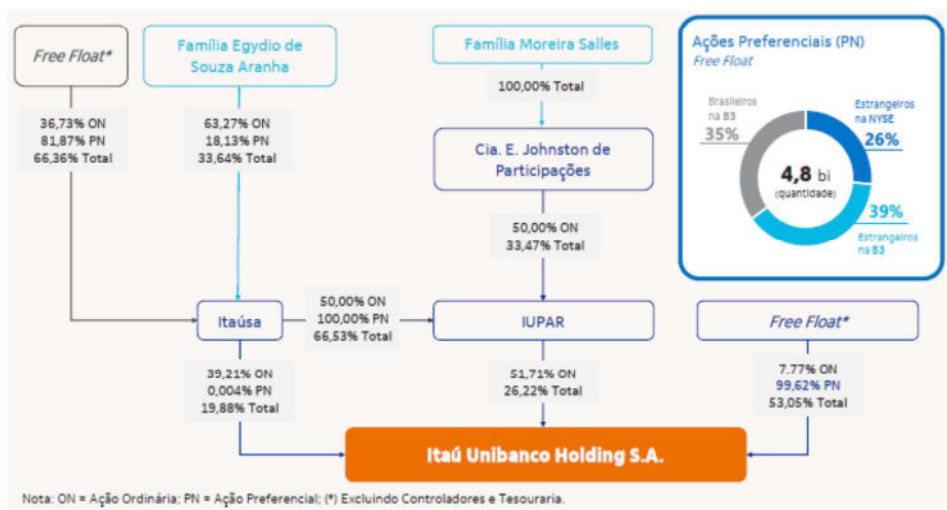 Free Float*
Família Egydio de
Souza Aranha
Família Moreira Salles
Ações Preferenciais (PN)
Free Float
100,00% Total
Brasileiros
na B3
35%
Estrangeiros
na NYSE
26%
4,8 bi
(quantidade)
39%
Estrangeiros
na B3
36,73% ON
81,87% PN
66,36% Total
63,27% ON
18,13% PN
33,64% Total
Cia. E. Johnston de
Participações
50,00% ON
33,47% Total
Itaúsa
50,00% ON
100,00% PN
66,53% Total
IUPAR
Free Float*
39,21% ON
0,004% PN
19,88% Total
51,71% ON
26,22% Total
7,77% ON
99,62% PN
53,05% Total
Itaú Unibanco Holding S.A.
Nota: ON = Ação Ordinária; PN = Ação Preferencial; (*) Excluindo Controladores e Tesouraria.